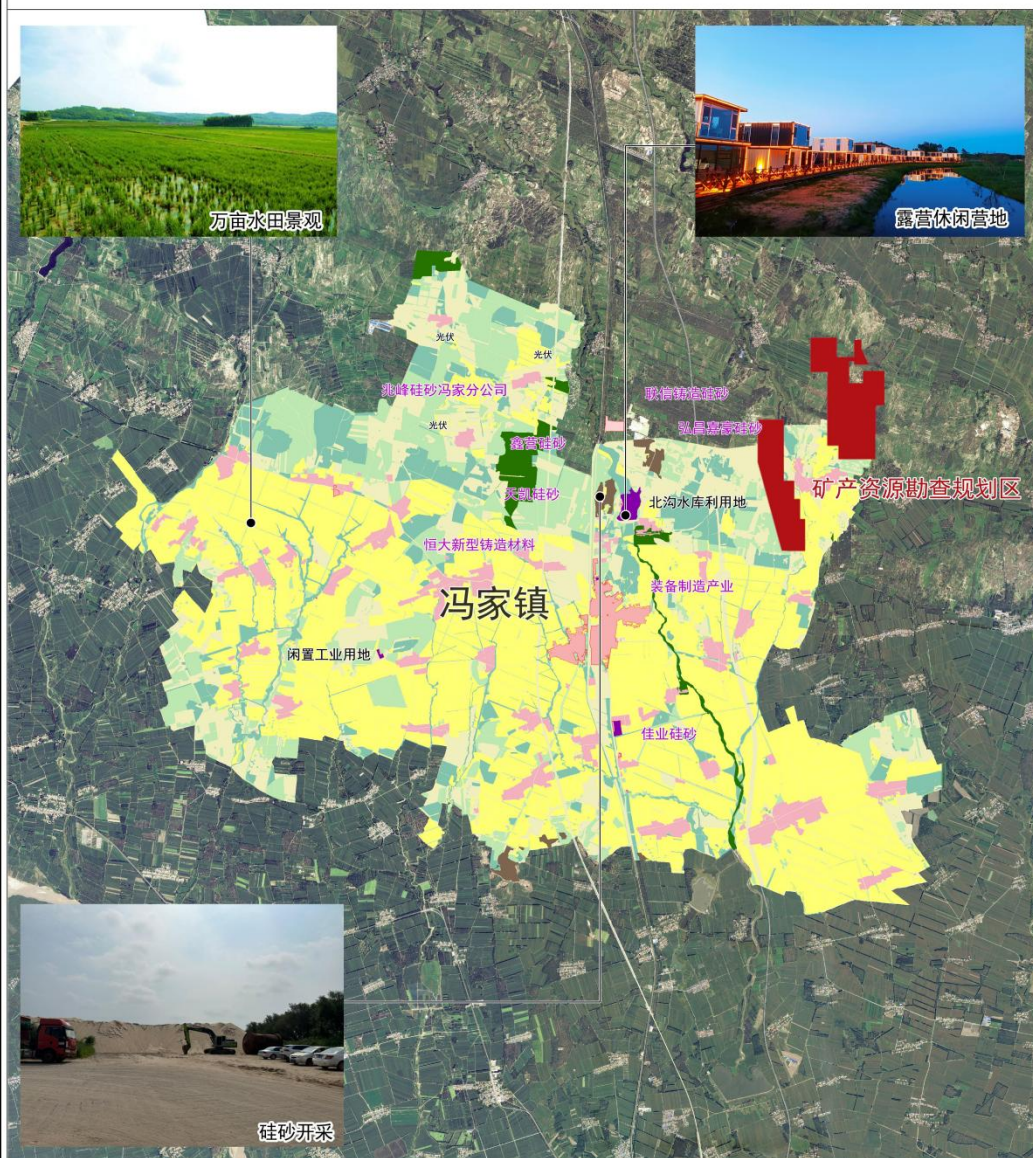 万亩水田景观
露营休闲营地
光伏
光伏
兆峰硅砂冯家分公司
联信铸造硅砂
光伏
弘昌嘉豪硅砂
鑫营硅砂
矿产资源勘查规划区
天凯硅砂
北沟水库利用地
恒大新型铸造材料
装备制造产业
冯家镇
闲置工业用地
佳业硅砂
硅砂开采